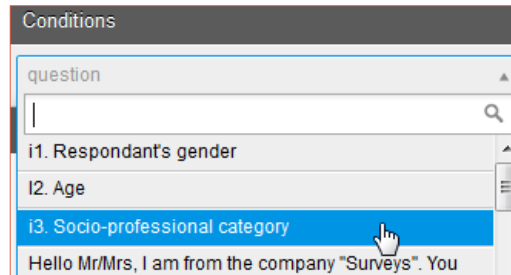 Conditions
question
i1. Respondant's gender
I2. Age
i3. Socio-professional category
Hello Mr/Mrs, I am from the company "Surveys". You